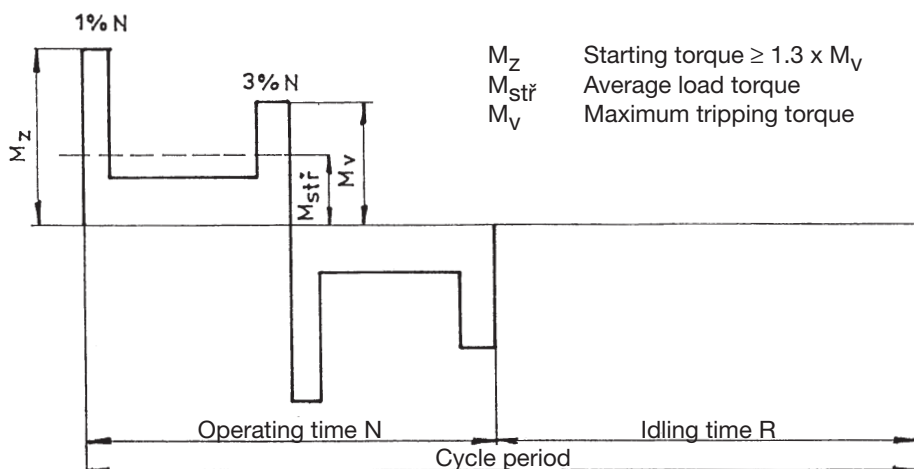 1% N
3% N
M_Z Starting torque ≥ 1.3 x M_v
M_stř Average load torque
M_v Maximum tripping torque
M_z
M_stř
M_v
Operating time N
Idling time R
Cycle period